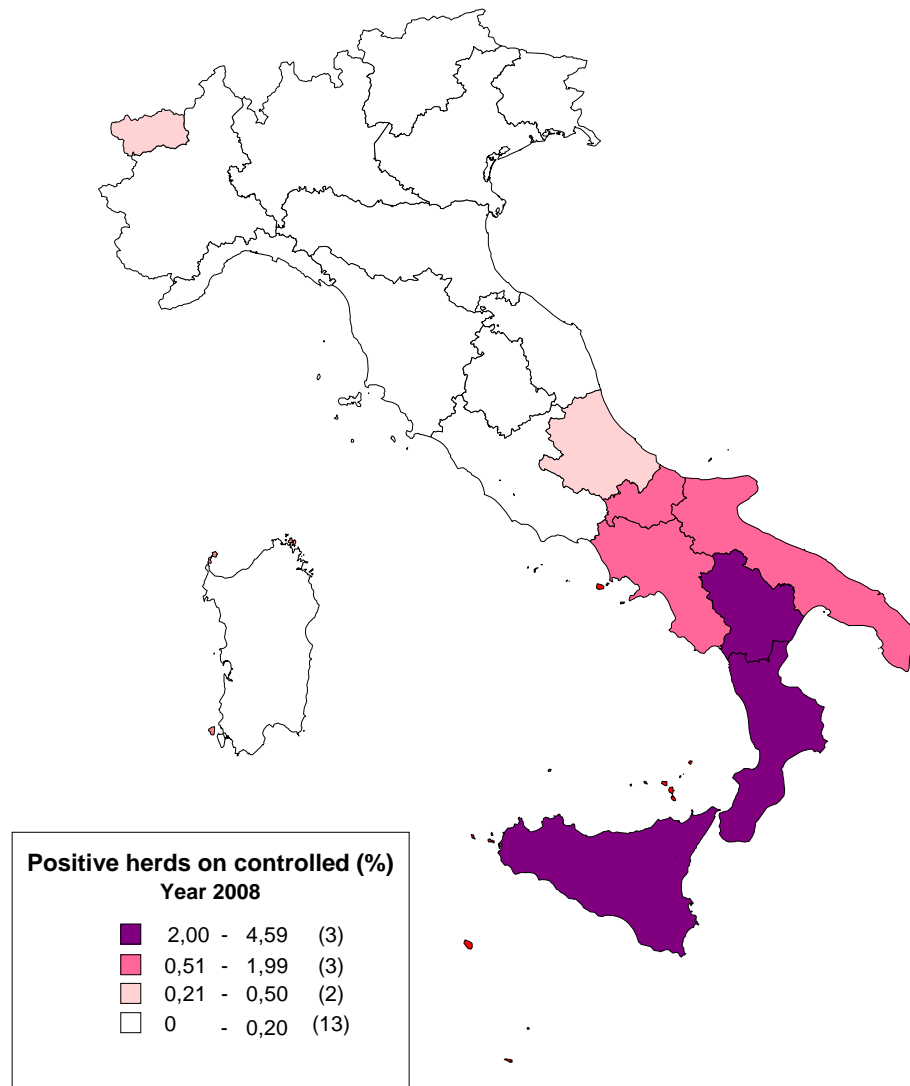 Positive herds on controlled (%)
Year 2008
2,00 - 4,59 (3)
0,51 - 1,99 (3)
0,21 - 0,50 (2)
0 - 0,20 (13)